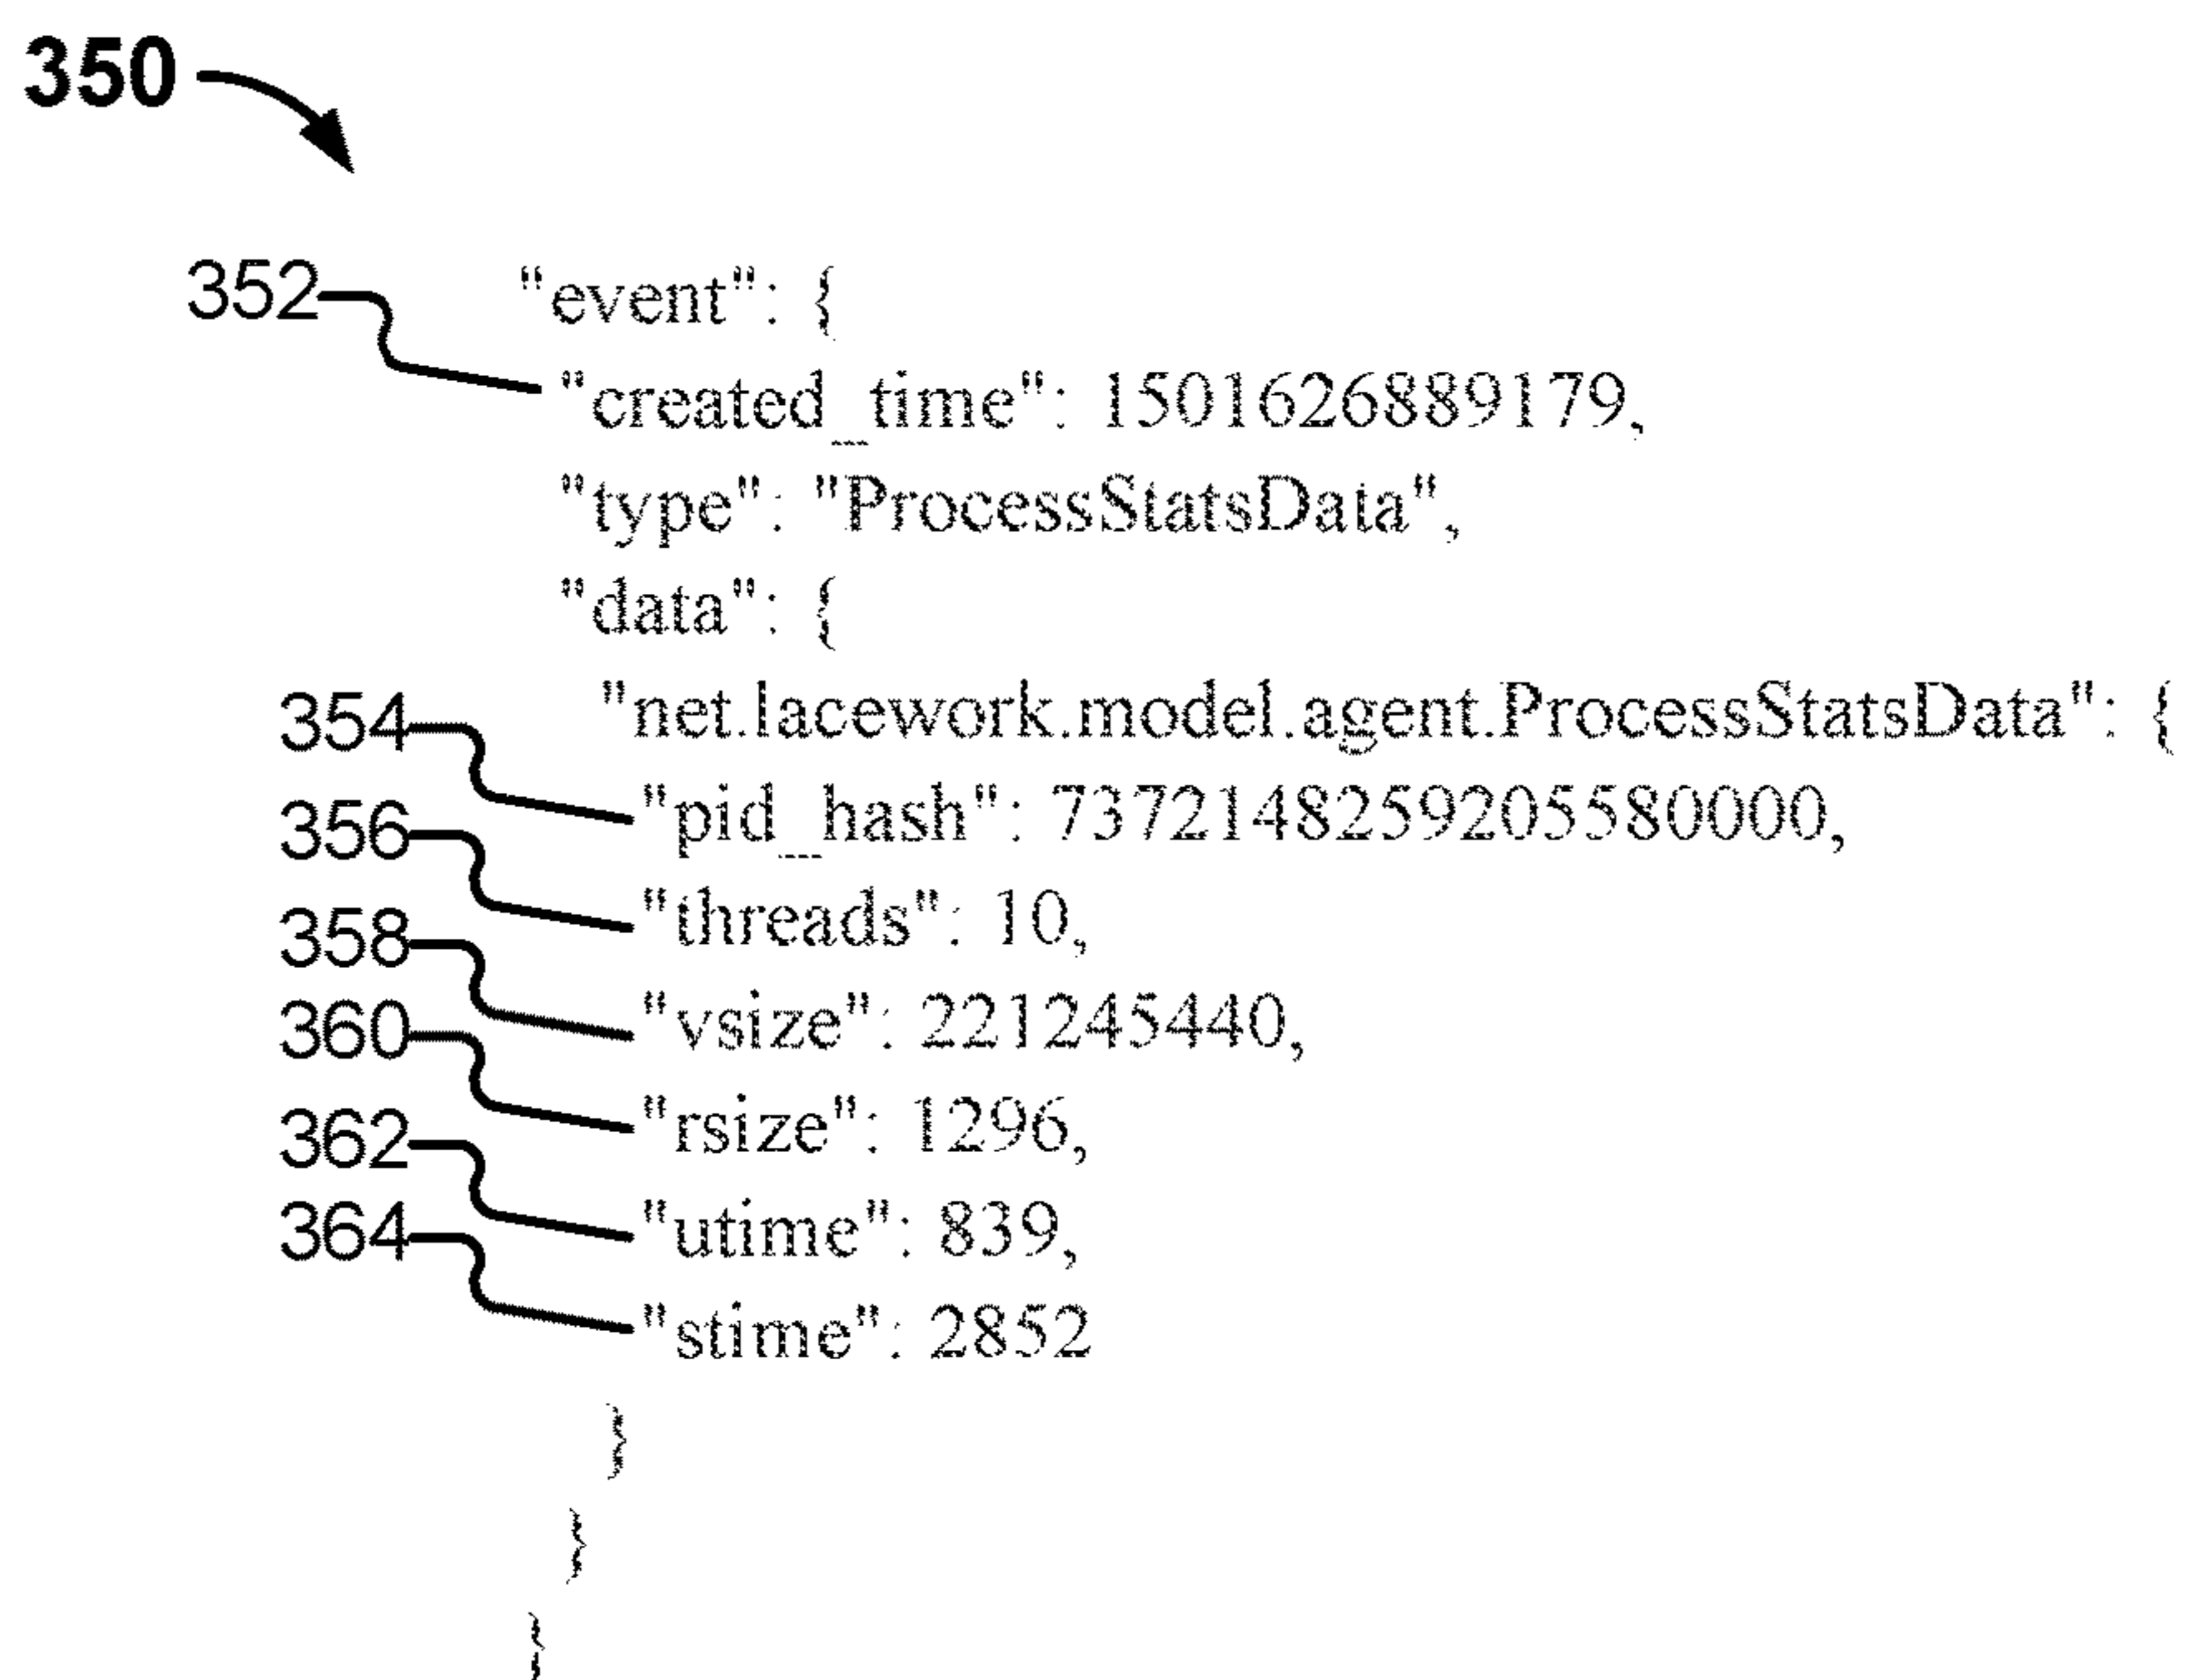 350
352 "event": {
"created_time": 1501626889179,
"type": "ProcessStatsData",
"data": {
354 "net.lacework.model.agent.ProcessStatsData": {
356 "pid_hash": 7372148259205580000,
358 "threads": 10,
360 "vsize": 221245440,
362 "rsize": 1296,
364 "utime": 839,
"stime": 2852
}
}
}